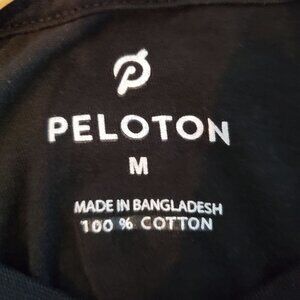 PELOTON
M
MADE IN BANGLADESH
100 % COTTON